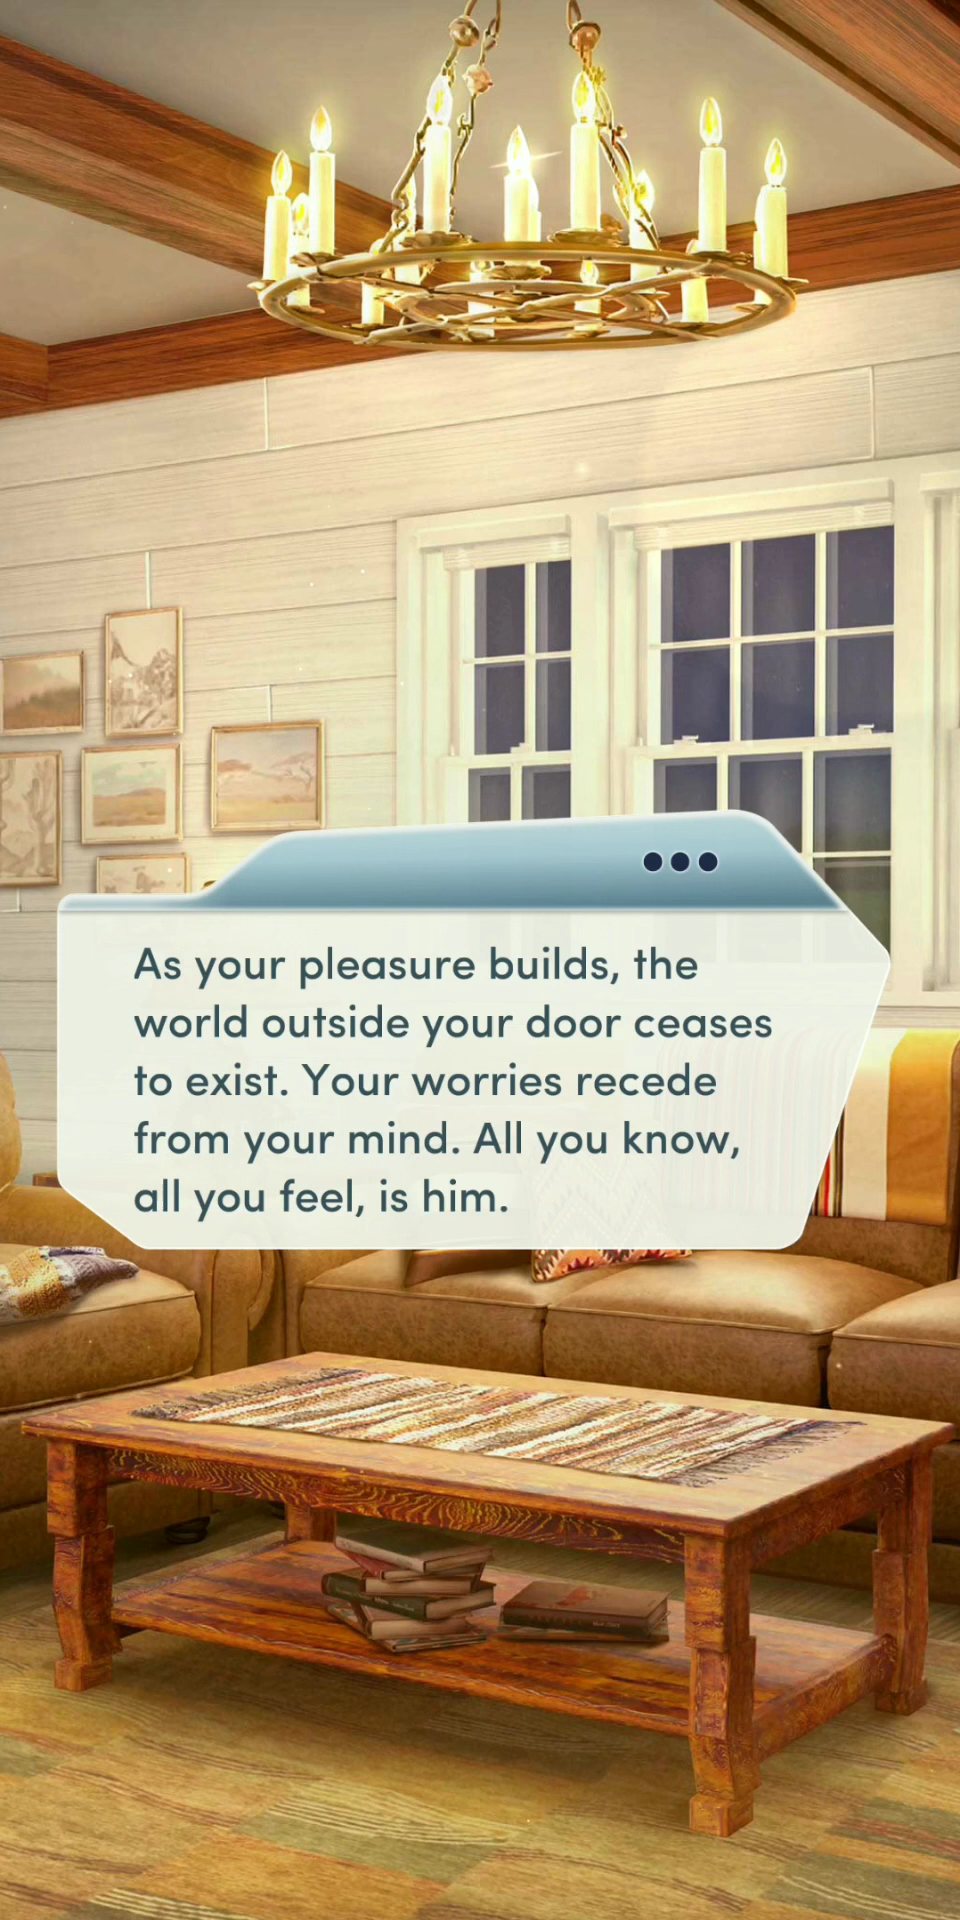 As your pleasure builds, the
world outside your door ceases
to exist. Your worries recede
from your mind. All you know,
all you feel, is him.